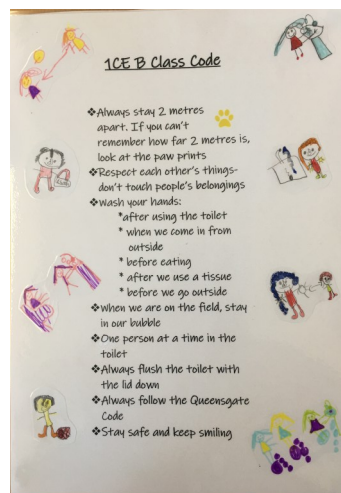 1CE B Class Code
❖Always stay 2 metres
apart. If you can't
remember how far 2 metres is,
look at the paw prints
❖Respect each other's things-
don't touch people's belongings
❖Wash your hands:
*after using the toilet
* when we come in from
outside
* before eating
* after we use a tissue
* before we go outside
❖When we are on the field, stay
in our bubble
❖One person at a time in the
toilet
❖Always flush the toilet with
the lid down
❖Always follow the Queensgate
Code
❖Stay safe and keep smiling